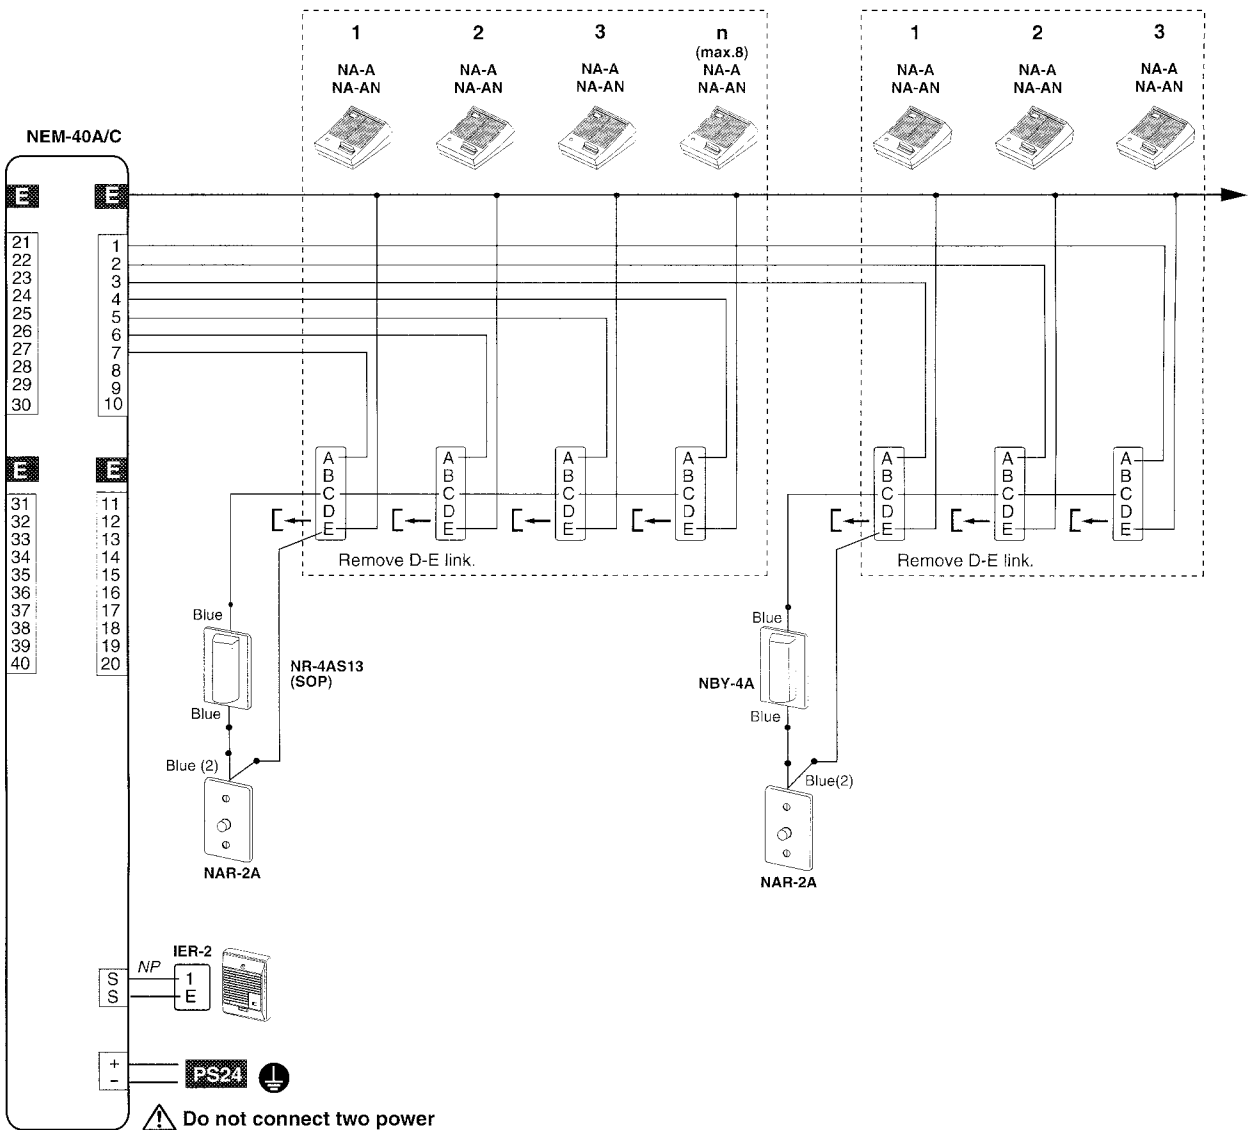 1 2 3 n 1 2 3
(max.8)
NA-A NA-A NA-A NA-A NA-A NA-A NA-A
NA-AN NA-AN NA-AN NA-AN NA-AN NA-AN NA-AN
NEM-40A/C
E E
21 1
22 2
23 3
24 4
25 5
26 6
27 7
28 8
29 9
30 10
A A A A A A A
B B B B B B B
C C C C C C C
D D D D D D D
E E E E E E E
E E
31 11
32 12
33 13
34 14
35 15
36 16
37 17
38 18
39 19
40 20
Remove D-E link. Remove D-E link.
Blue Blue
NR-4AS13
(SOP)
NBY-4A
Blue Blue
Blue (2) Blue(2)
NAR-2A NAR-2A
IER-2
NP
S 1
S E
+
-
PS24
Do not connect two power